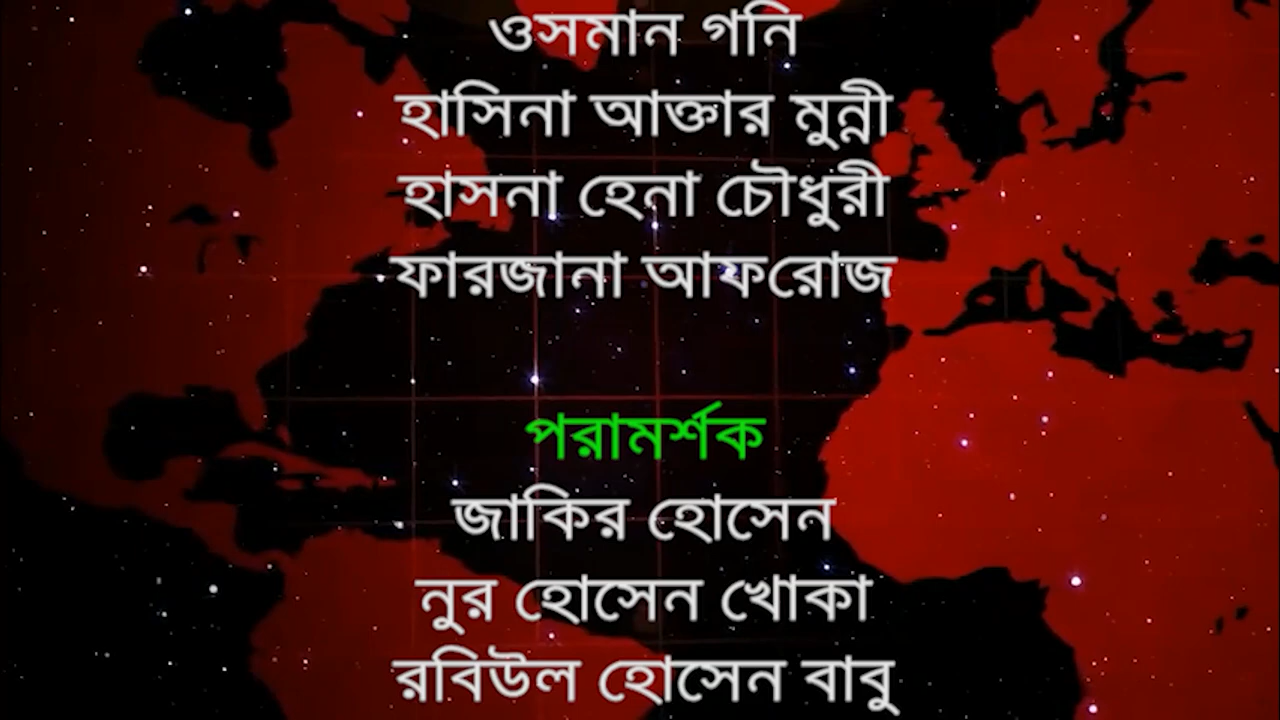 ওসমান গনি
হাসিনা আক্তার মুন্নী
হাসনা হেনা চৌধুরী
ফারজানা আফরোজ
পরামর্শক
জাকির হোসেন
নুর হোসেন খোকা
রবিউল হোসেন বাবু